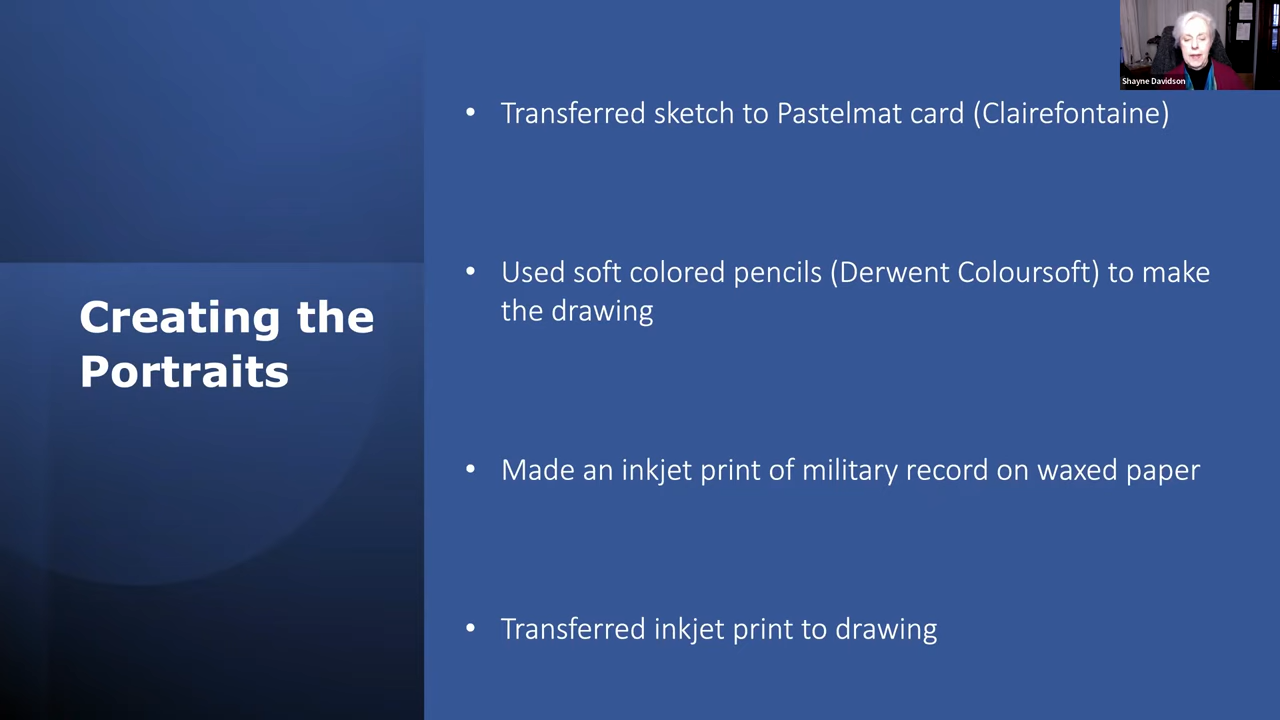 Shayne Davidson
Creating the
Portraits
• Transferred sketch to Pastelmat card (Clairefontaine)
• Used soft colored pencils (Derwent Coloursoft) to make
the drawing
• Made an inkjet print of military record on waxed paper
• Transferred inkjet print to drawing